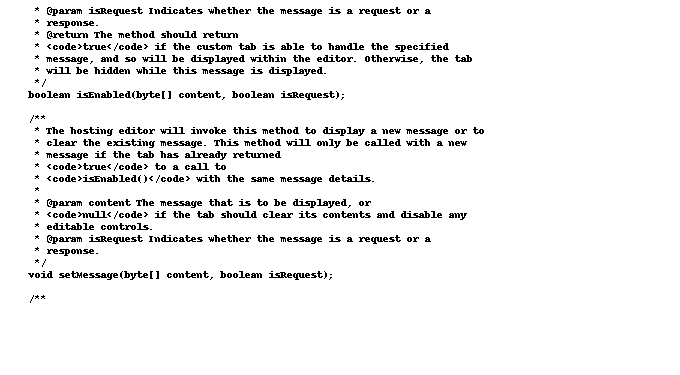 * @param isRequest Indicates whether the message is a request or a
* response.
* @return The method should return
* <code>true</code> if the custom tab is able to handle the specified
* message, and so will be displayed within the editor. Otherwise, the tab
* will be hidden while this message is displayed.
*/
boolean isEnabled(byte[] content, boolean isRequest);
/**
* The hosting editor will invoke this method to display a new message or to
* clear the existing message. This method will only be called with a new
* message if the tab has already returned
* <code>true</code> to a call to
* <code>isEnabled()</code> with the same message details.
*
* @param content The message that is to be displayed, or
* <code>null</code> if the tab should clear its contents and disable any
* editable controls.
* @param isRequest Indicates whether the message is a request or a
* response.
*/
void setMessage(byte[] content, boolean isRequest);
/**